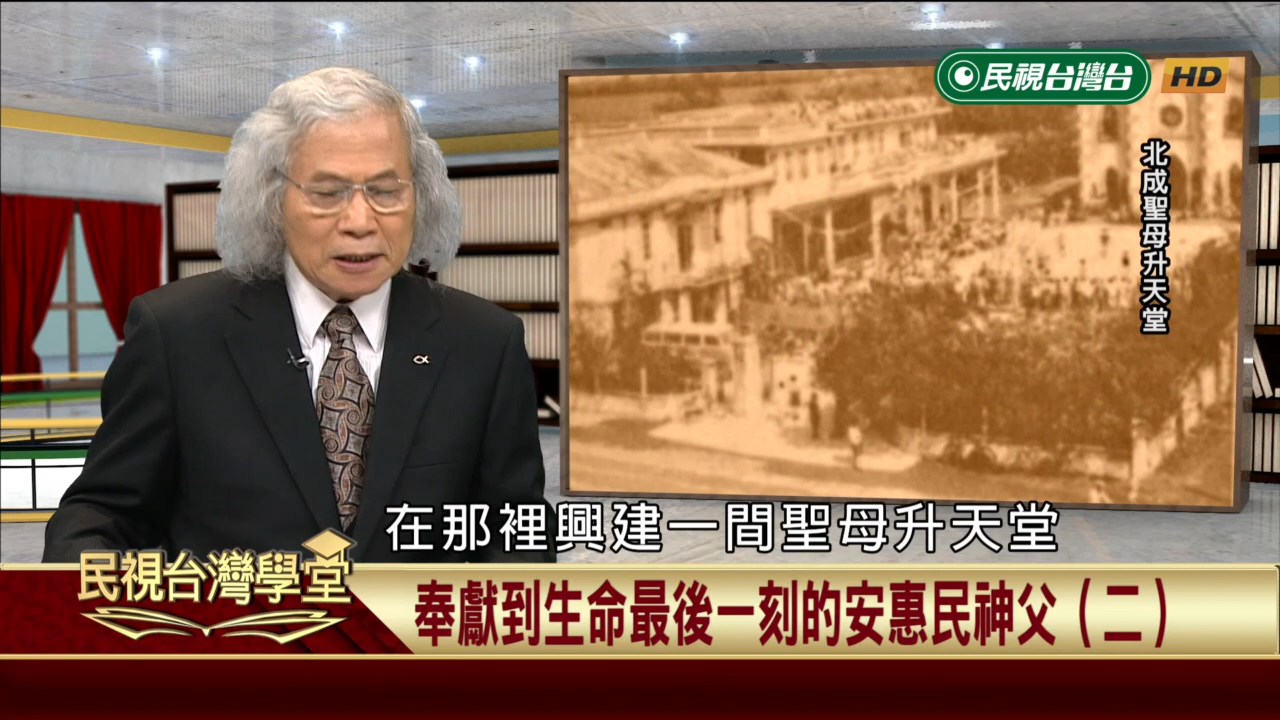 民視台灣台 HD
北成聖母升天堂
在那裡興建一間聖母升天堂
民視台灣學堂
奉獻到生命最後一刻的安惠民神父（二）